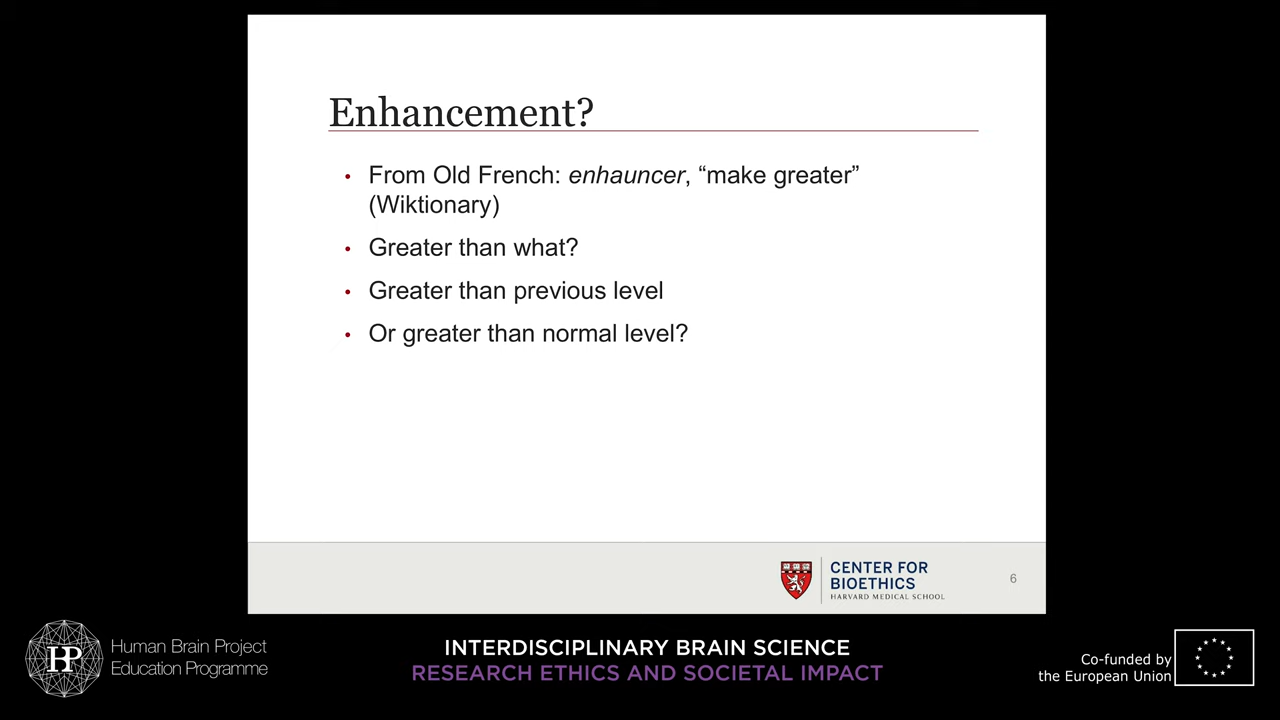 Enhancement?
• From Old French: enhauncer, “make greater”
(Wiktionary)
• Greater than what?
• Greater than previous level
• Or greater than normal level?
CENTER FOR
BIOETHICS
HARVARD MEDICAL SCHOOL
6
HBP
Human Brain Project
Education Programme
INTERDISCIPLINARY BRAIN SCIENCE
RESEARCH ETHICS AND SOCIETAL IMPACT
Co-funded by
the European Union